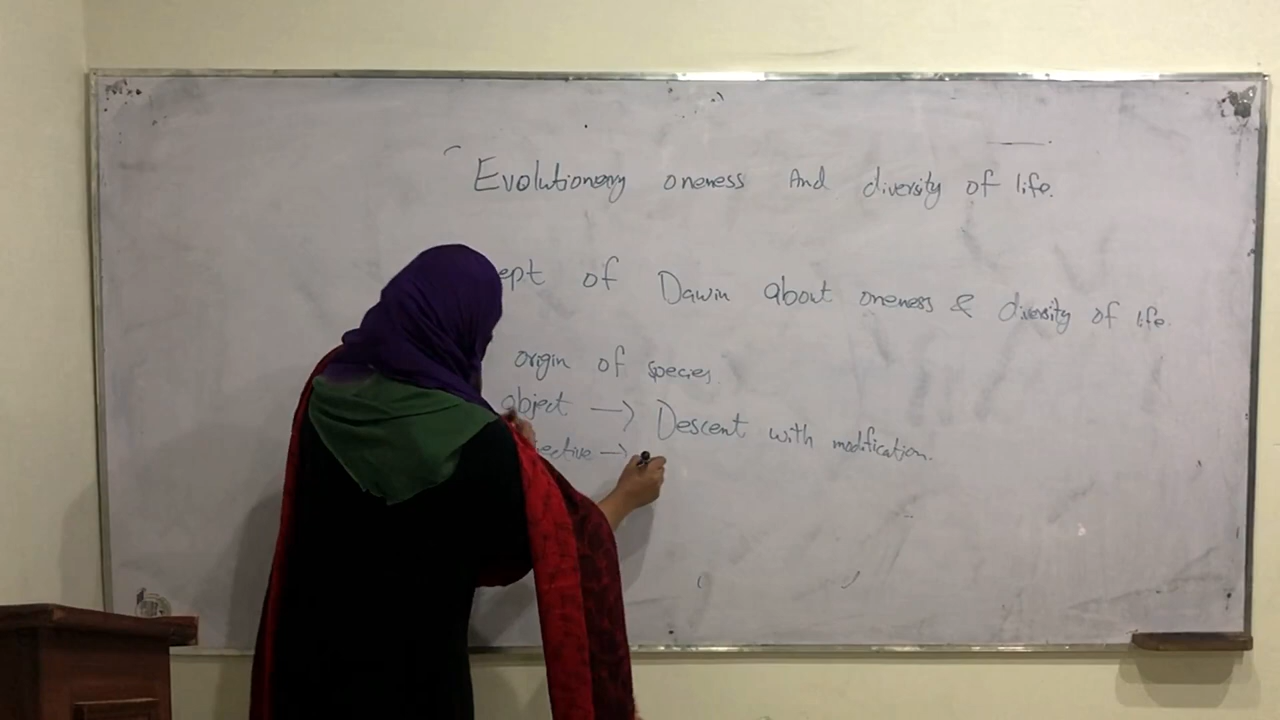 Evolutionary oneness And diversity of life.
of Dawin about oneness & diversity of life.
origin of species
object → Descent with modification.
→